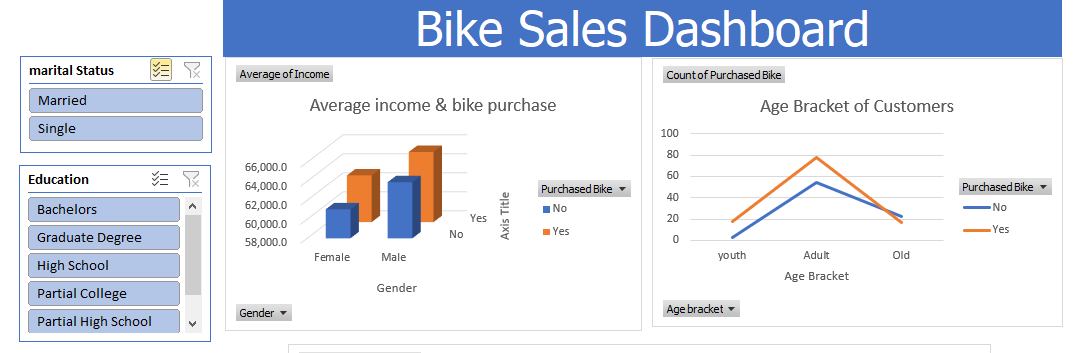 Bike Sales Dashboard
marital Status
Married
Single
Education
Bachelors
Graduate Degree
High School
Partial College
Partial High School
Average of Income
Average income & bike purchase
66,000.0
64,000.0
62,000.0
60,000.0
58,000.0
Female
Male
No
Yes
Axis Title
Gender
Purchased Bike
No
Yes
Gender
Count of Purchased Bike
Age Bracket of Customers
100
80
60
40
20
0
youth
Adult
Old
Age Bracket
Purchased Bike
No
Yes
Age bracket